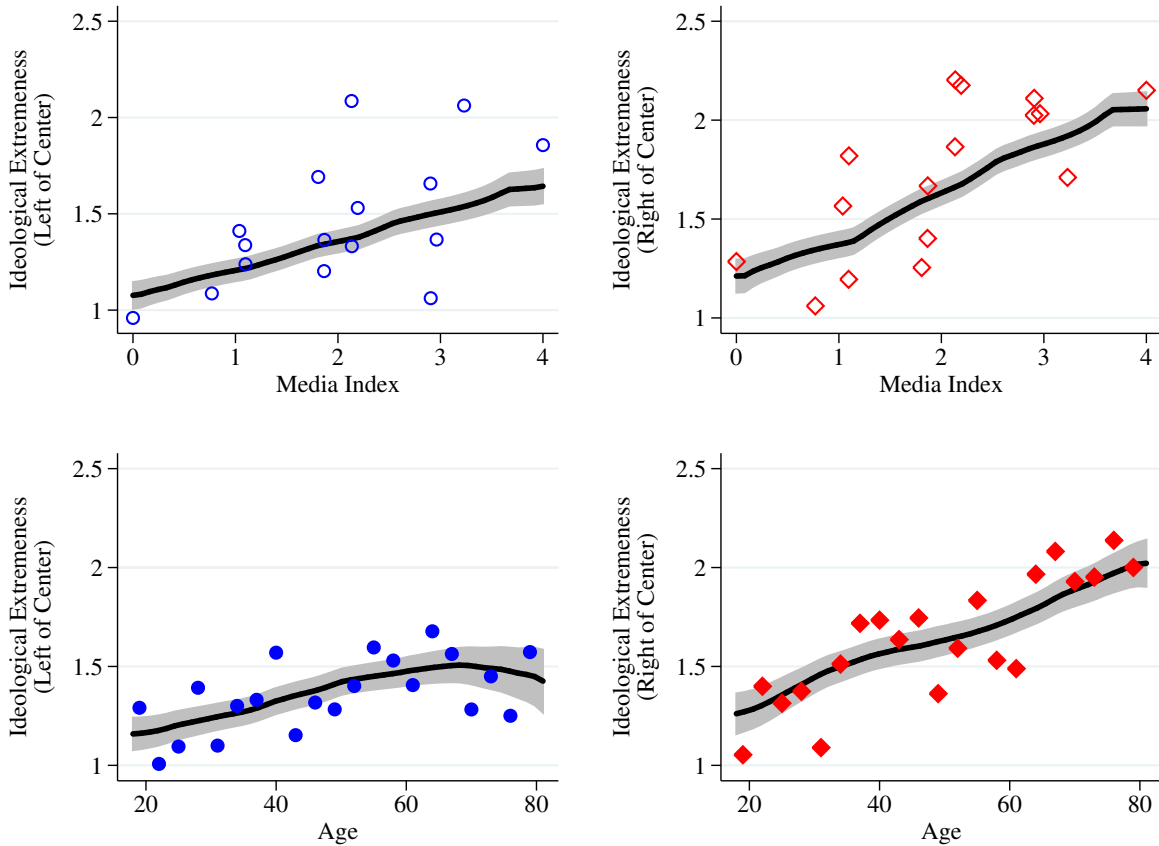 Ideological Extremeness
(Left of Center)
2.5
2
1.5
1
0 1 2 3 4
Media Index
Ideological Extremeness
(Right of Center)
2.5
2
1.5
1
0 1 2 3 4
Media Index
Ideological Extremeness
(Left of Center)
2.5
2
1.5
1
20 40 60 80
Age
Ideological Extremeness
(Right of Center)
2.5
2
1.5
1
20 40 60 80
Age